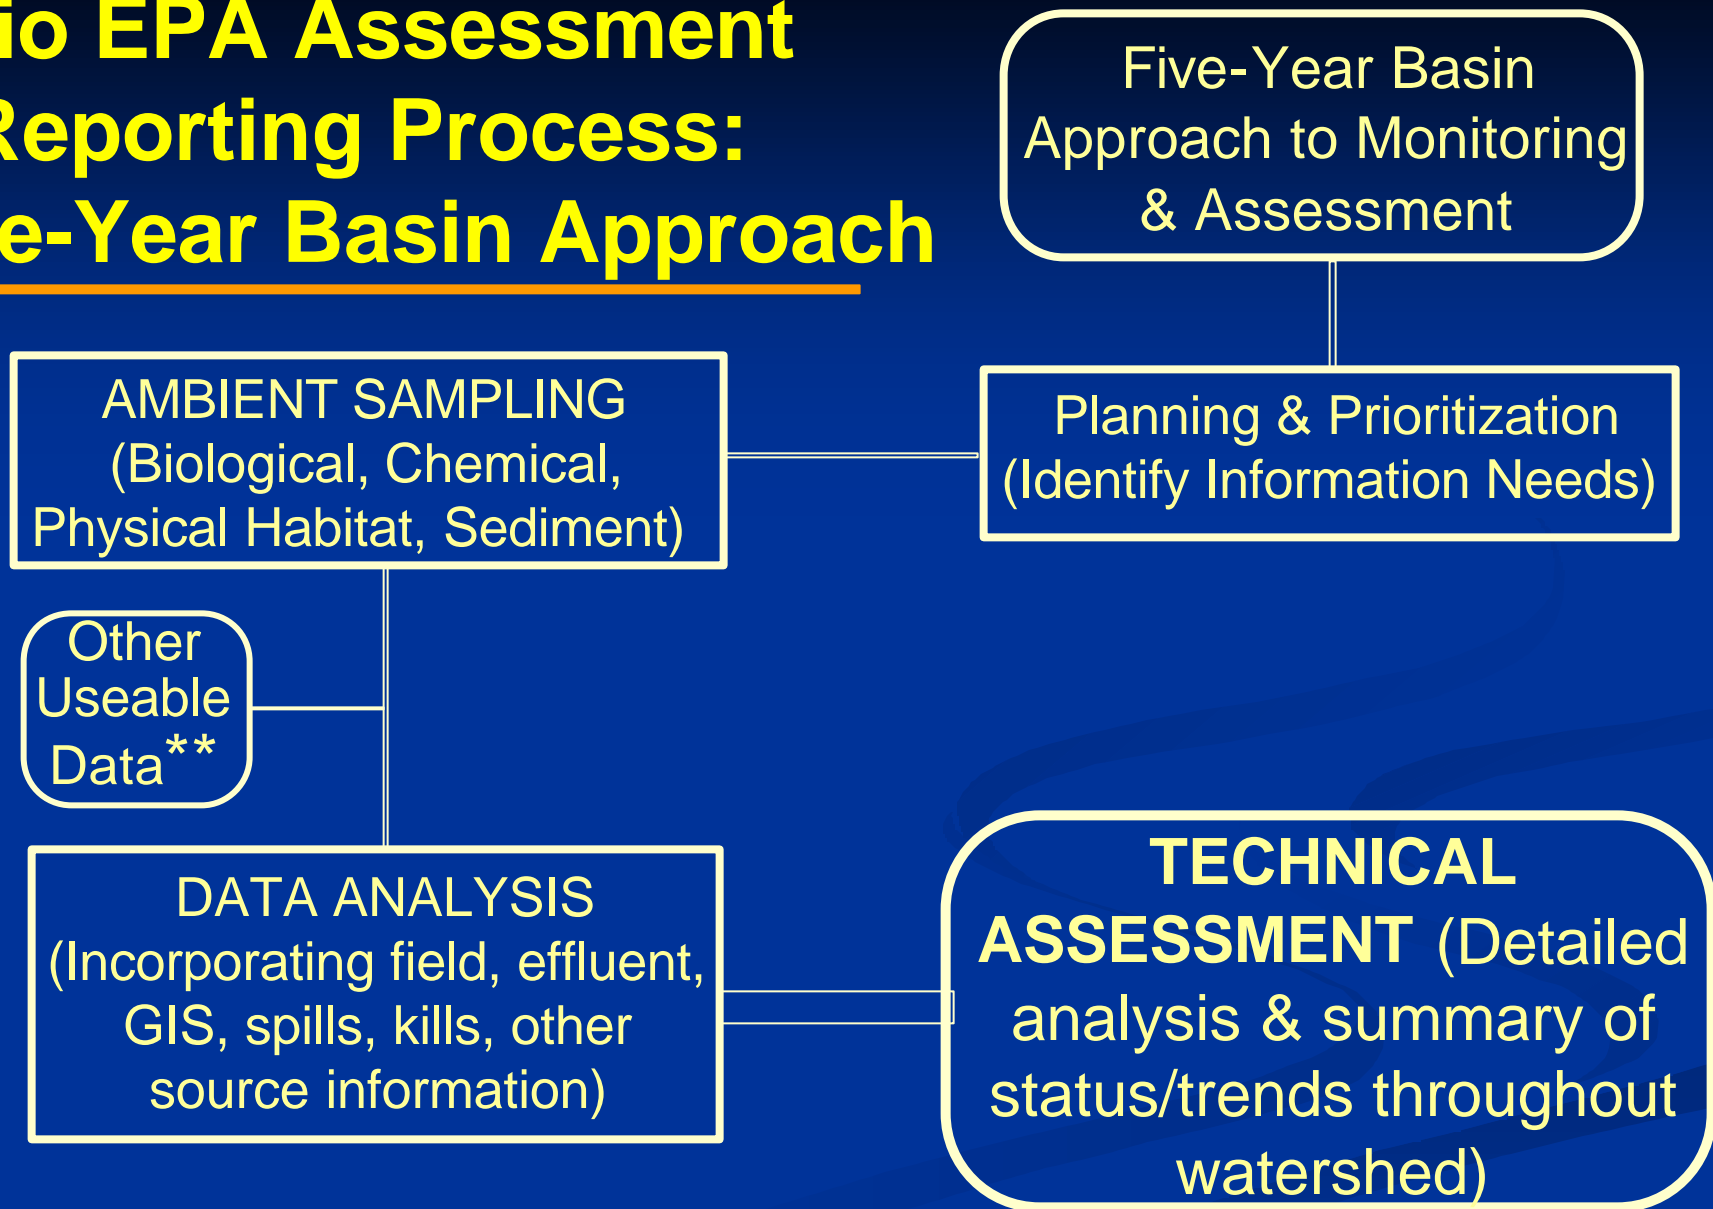 io EPA Assessment
Reporting Process:
e-Year Basin Approach
Five-Year Basin
Approach to Monitoring
& Assessment
AMBIENT SAMPLING
(Biological, Chemical,
Physical Habitat, Sediment)
Planning & Prioritization
(Identify Information Needs)
Other
Useable
Data**
DATA ANALYSIS
(Incorporating field, effluent,
GIS, spills, kills, other
source information)
TECHNICAL
ASSESSMENT (Detailed
analysis & summary of
status/trends throughout
watershed)